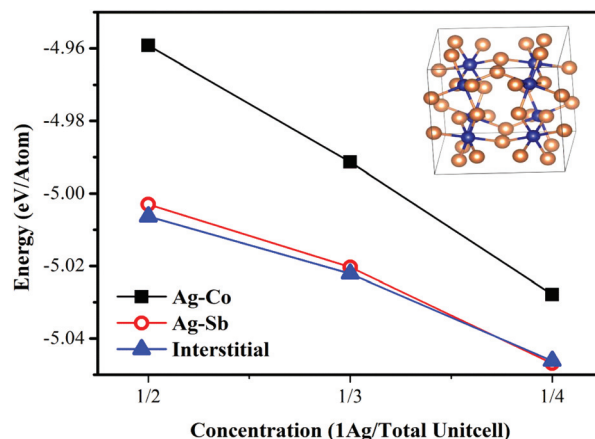 -4.96
-4.98
-5.00
-5.02
-5.04
Energy (eV/Atom)
Ag-Co
Ag-Sb
Interstitial
1/2
1/3
1/4
Concentration (1Ag/Total Unitcell)